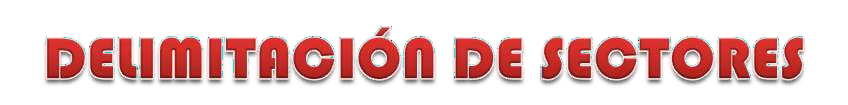 DELIMITACIÓN DE SECTORES